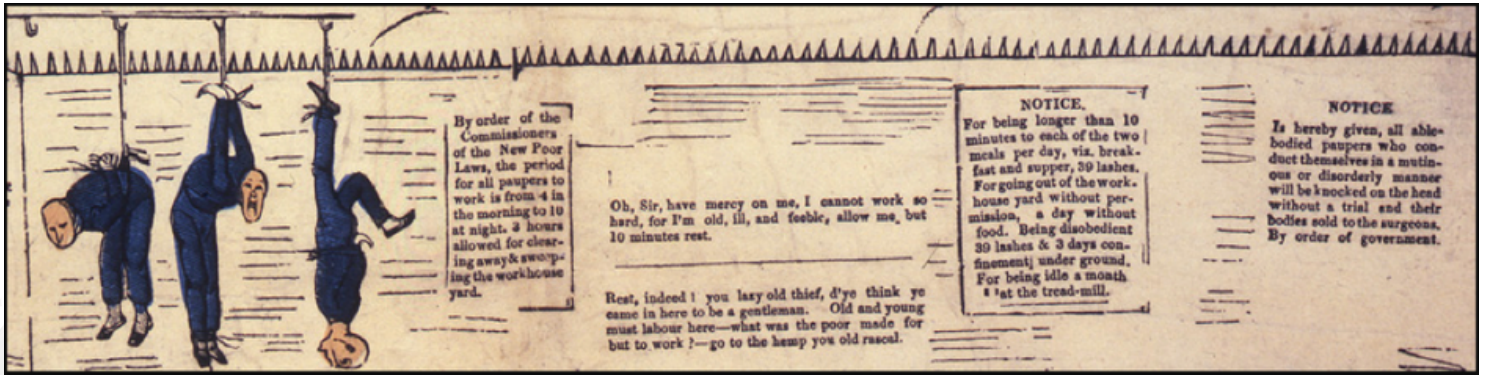 By order of the
Commissioners
of the New Poor
Laws, the period
for all paupers to
work is from 4 in
the morning to 10
at night. 3 hours
allowed for clear-
ing away & sweep-
ing the workhouse
yard.
Oh, Sir, have mercy on me, I cannot work so
hard, for I'm old, ill, and feeble, allow me, but
10 minutes rest.
Rest, indeed! you lazy old thief, d'ye think ye
came in here to be a gentleman. Old and young
must labour here—what was the poor made for
but to work?—go to the hemp you old rascal.
NOTICE.
For being longer than 10
minutes to each of the two
meals per day, viz. break-
fast and supper, 39 lashes.
For going out of the work-
house yard without per-
mission, a day without
food. Being disobedient
39 lashes & 3 days con-
finement; under ground.
For being idle a month
at the tread-mill.
NOTICE
Is hereby given, all able-
bodied paupers who con-
duct themselves in a mutin-
ous or disorderly manner
will be knocked on the head
without a trial and their
bodies sold to the surgeons.
By order of government.